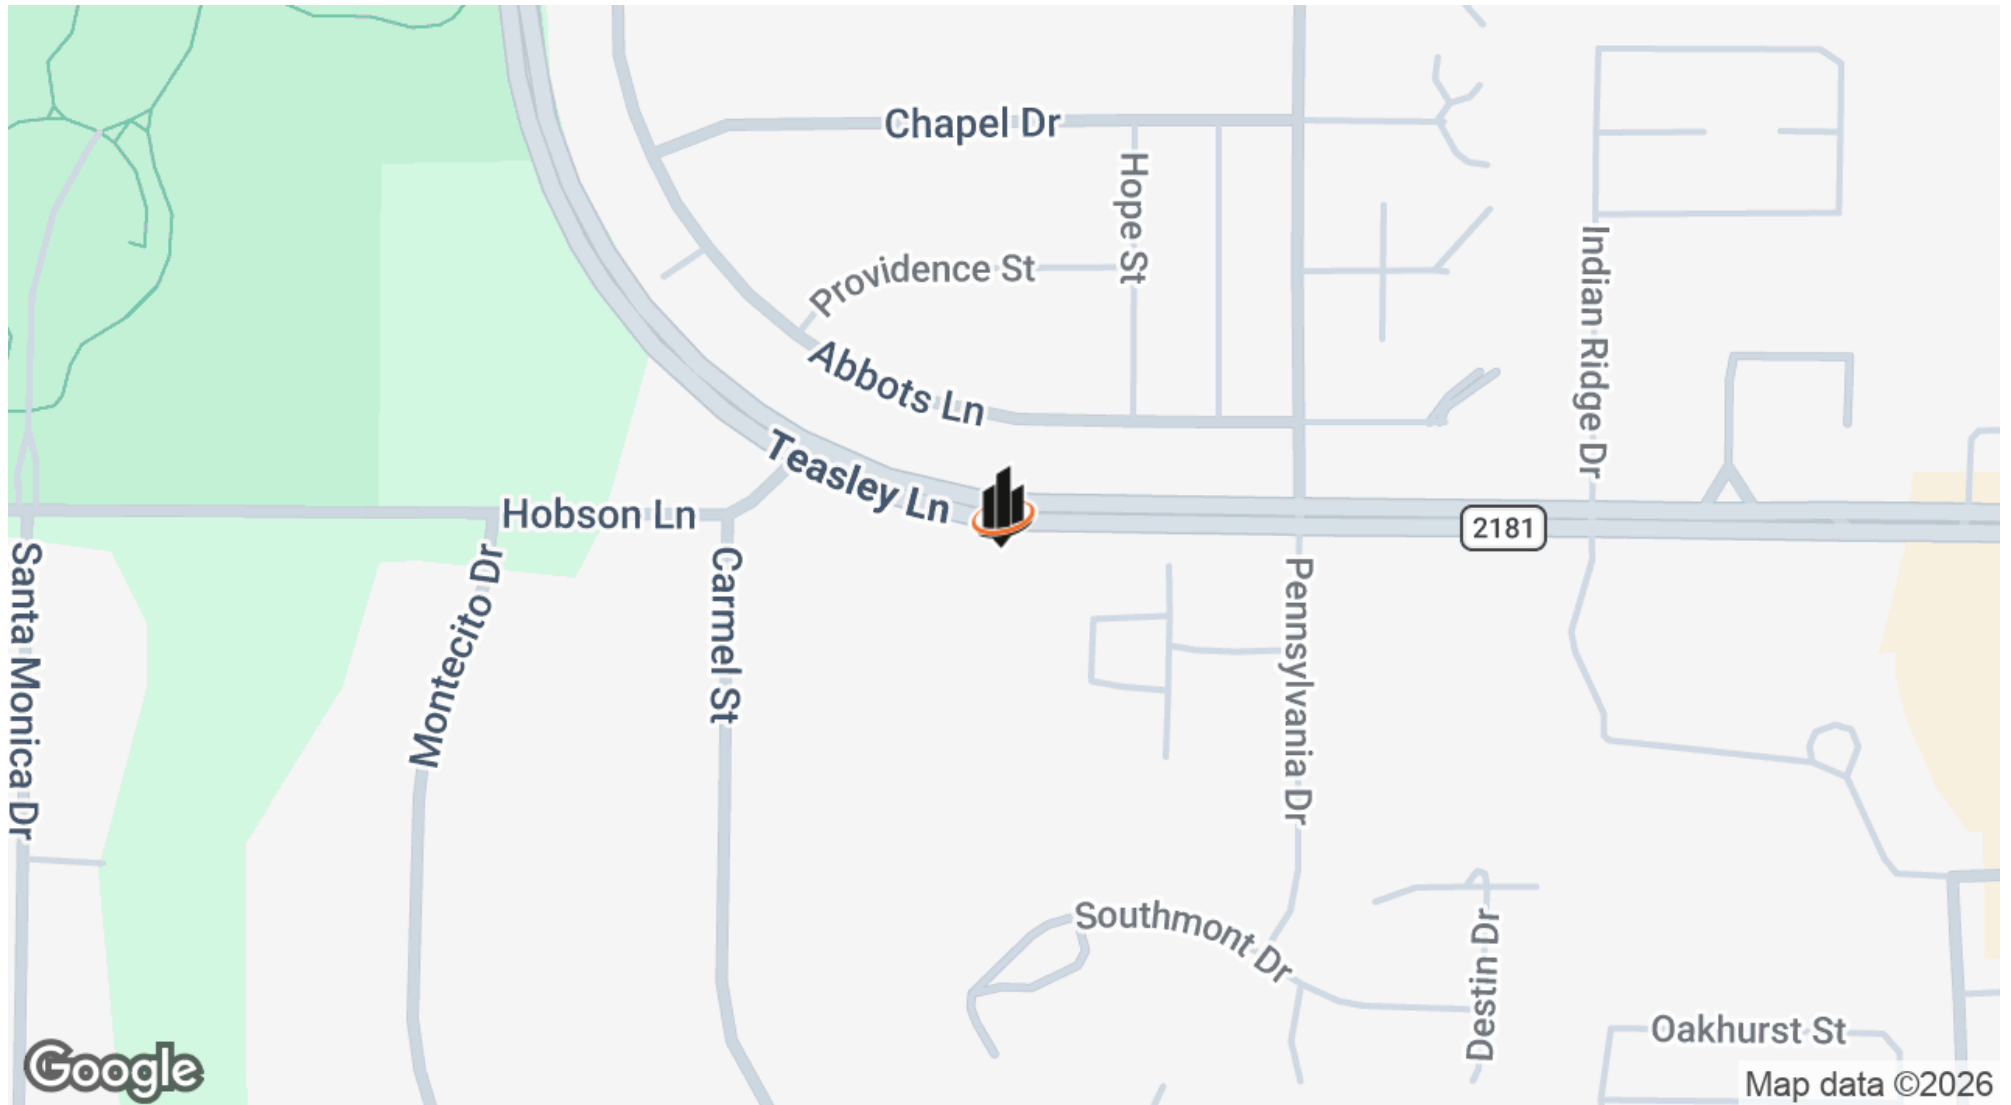 Chapel Dr
Hope St
Providence St
Indian Ridge Dr
Abbots Ln
Teasley Ln
Hobson Ln
2181
Santa Monica Dr
Montecito Dr
Carmel St
Pennsylvania Dr
Southmont Dr
Destin Dr
Oakhurst St
Google
Map data ©2026